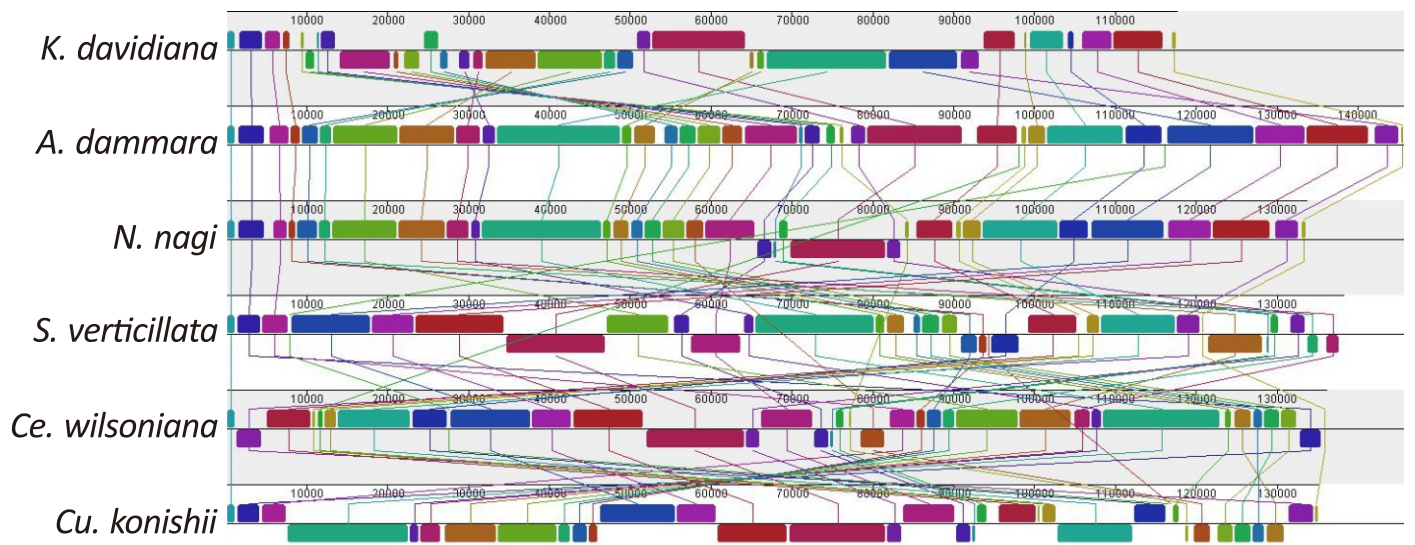 10000 20000 30000 40000 50000 60000 70000 80000 90000 100000 110000
K. davidiana
10000 20000 30000 40000 50000 60000 70000 80000 90000 100000 110000 120000 130000 140000
A. dammara
10000 20000 30000 40000 50000 60000 70000 80000 90000 100000 110000 120000 130000
N. nagi
10000 20000 30000 40000 50000 60000 70000 80000 90000 100000 110000 120000 130000
S. verticillata
10000 20000 30000 40000 50000 60000 70000 80000 90000 100000 110000 120000 130000
Ce. wilsoniana
10000 20000 30000 40000 50000 60000 70000 80000 90000 100000 110000 120000 130000
Cu. konishii